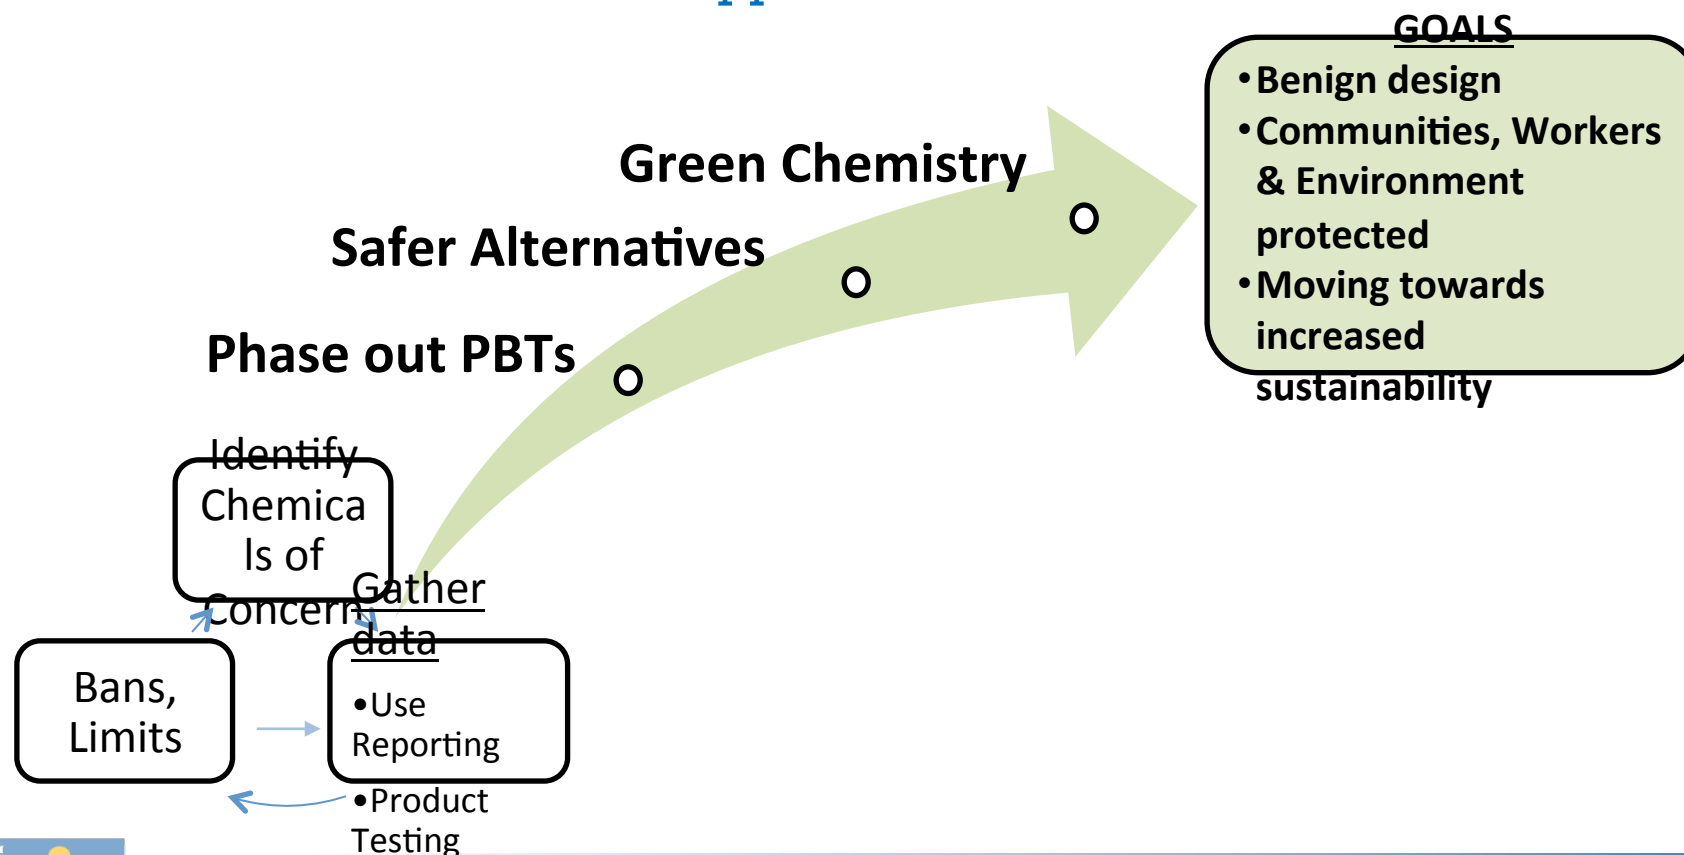 GOALS
•Benign design
•Communities, Workers
& Environment
protected
•Moving towards
increased
sustainability
Green Chemistry
Safer Alternatives
Phase out PBTs
Identify
Chemica
ls of
Concern
Gather
data
•Use
Reporting
•Product
Testing
Bans,
Limits